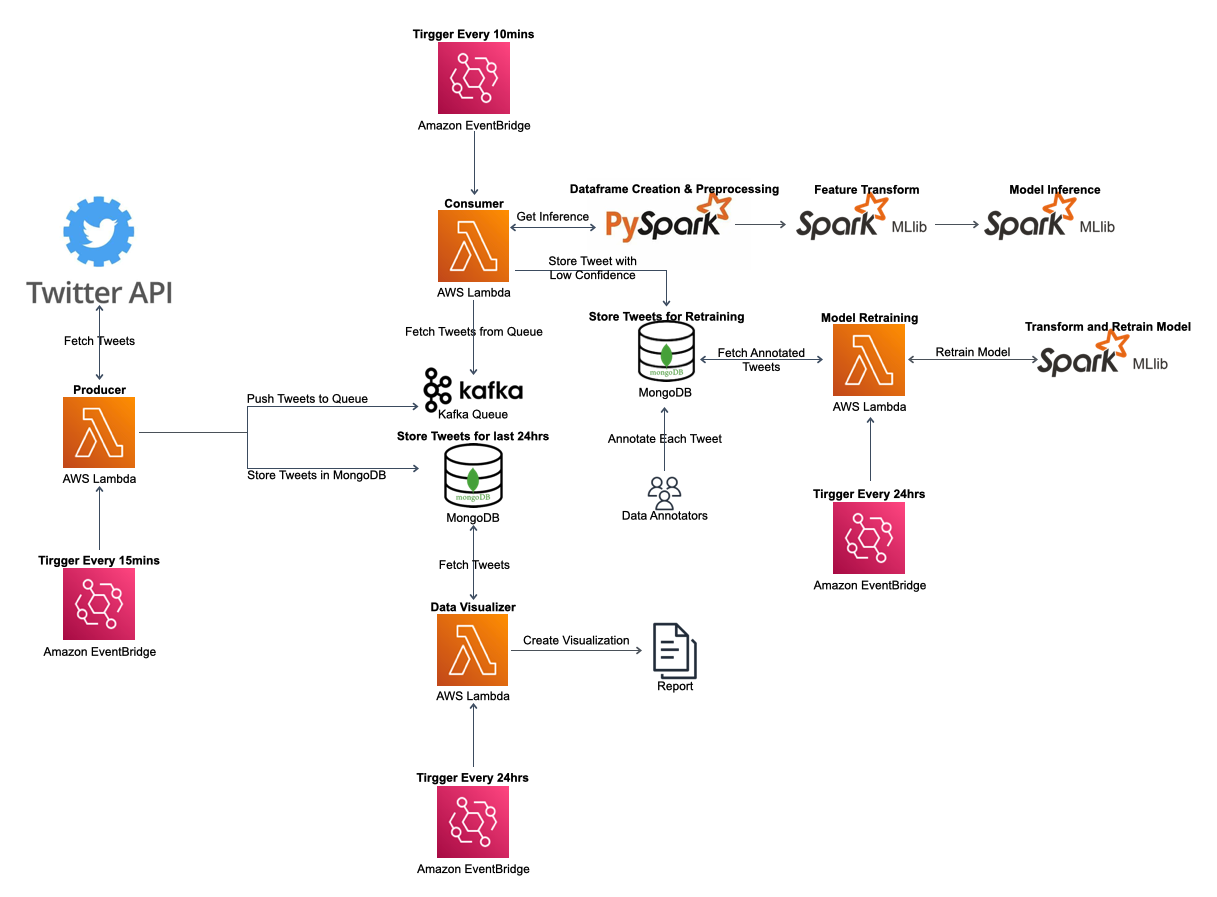 Tirgger Every 10mins
Amazon EventBridge
Consumer
AWS Lambda
Get Inference
Dataframe Creation & Preprocessing
PySpark
Feature Transform
Spark MLlib
Model Inference
Spark MLlib
Store Tweet with
Low Confidence
Twitter API
Fetch Tweets
Producer
AWS Lambda
Tirgger Every 15mins
Amazon EventBridge
Push Tweets to Queue
Store Tweets in MongoDB
Fetch Tweets from Queue
kafka
Kafka Queue
Store Tweets for last 24hrs
mongoDB
MongoDB
Fetch Tweets
Data Visualizer
AWS Lambda
Create Visualization
Report
Tirgger Every 24hrs
Amazon EventBridge
Store Tweets for Retraining
mongoDB
MongoDB
Annotate Each Tweet
Data Annotators
Fetch Annotated
Tweets
Model Retraining
AWS Lambda
Retrain Model
Transform and Retrain Model
Spark MLlib
Tirgger Every 24hrs
Amazon EventBridge